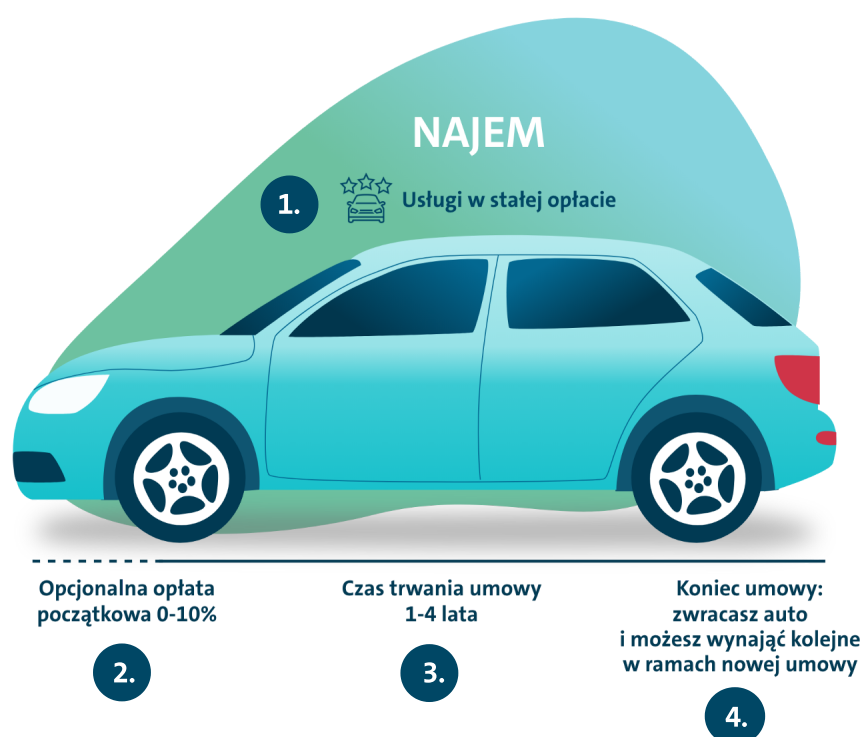 NAJEM
1.
Usługi w stałej opłacie
Opcjonalna opłata
początkowa 0-10%
2.
Czas trwania umowy
1-4 lata
3.
Koniec umowy:
zwracasz auto
i możesz wynająć kolejne
w ramach nowej umowy
4.